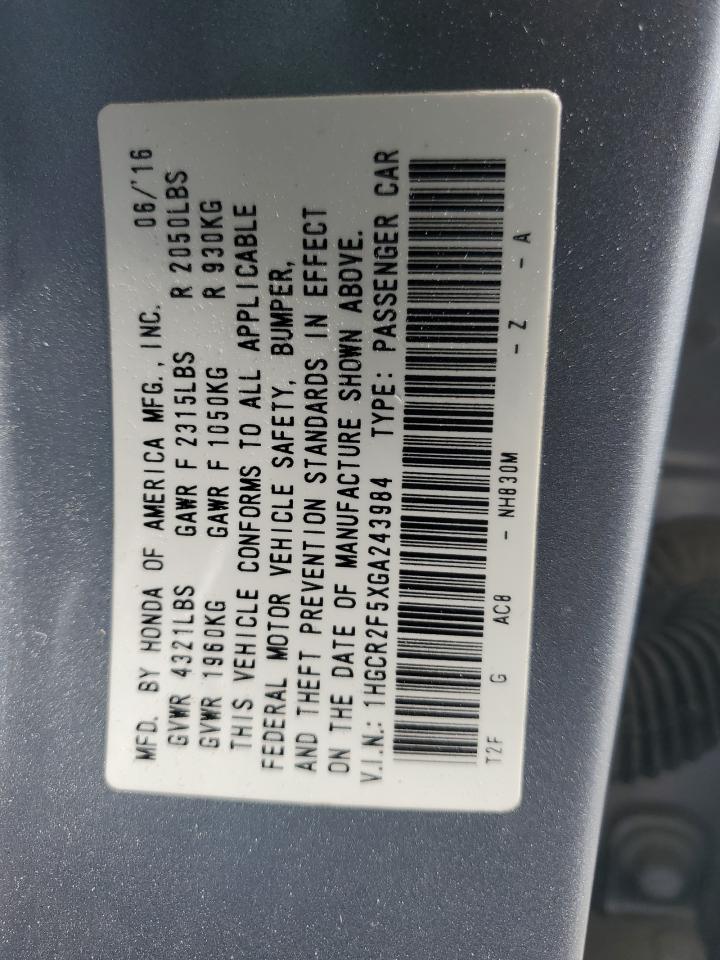 MFD. BY HONDA OF AMERICA MFG., INC. 06/'16
GVWR 4321LBS GAWR F 2315LBS R 2050LBS
GVWR 1960KG GAWR F 1050KG R 930KG
THIS VEHICLE CONFORMS TO ALL APPLICABLE
FEDERAL MOTOR VEHICLE SAFETY, BUMPER,
AND THEFT PREVENTION STANDARDS IN EFFECT
ON THE DATE OF MANUFACTURE SHOWN ABOVE.
V.I.N.: 1HGCR2F5XGA243984 TYPE: PASSENGER CAR
T2F G AC8 - NH830M - Z - A